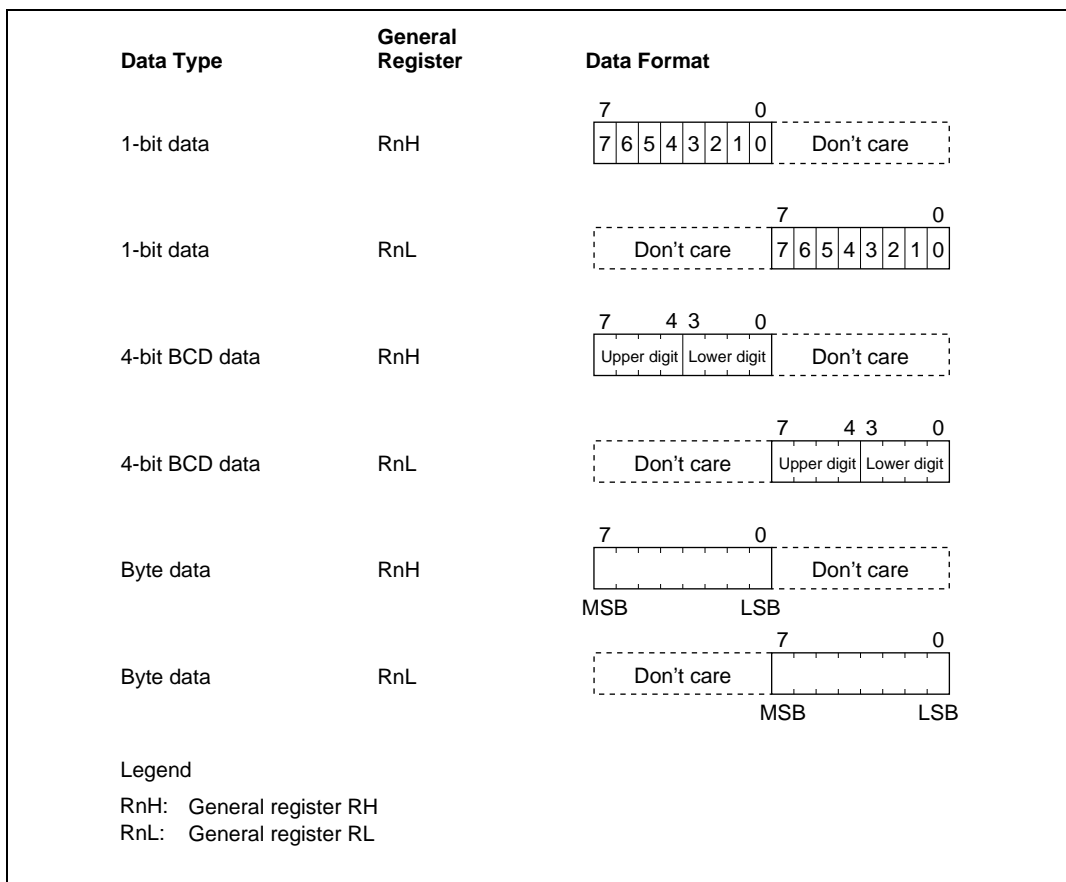 General
Data Type Register Data Format
7 0
1-bit data RnH 7 6 5 4 3 2 1 0 Don't care
7 0
1-bit data RnL Don't care 7 6 5 4 3 2 1 0
7 4 3 0
4-bit BCD data RnH Upper digit Lower digit Don't care
7 4 3 0
4-bit BCD data RnL Don't care Upper digit Lower digit
7 0
Byte data RnH Don't care
MSB LSB
7 0
Byte data RnL Don't care
MSB LSB
Legend
RnH: General register RH
RnL: General register RL